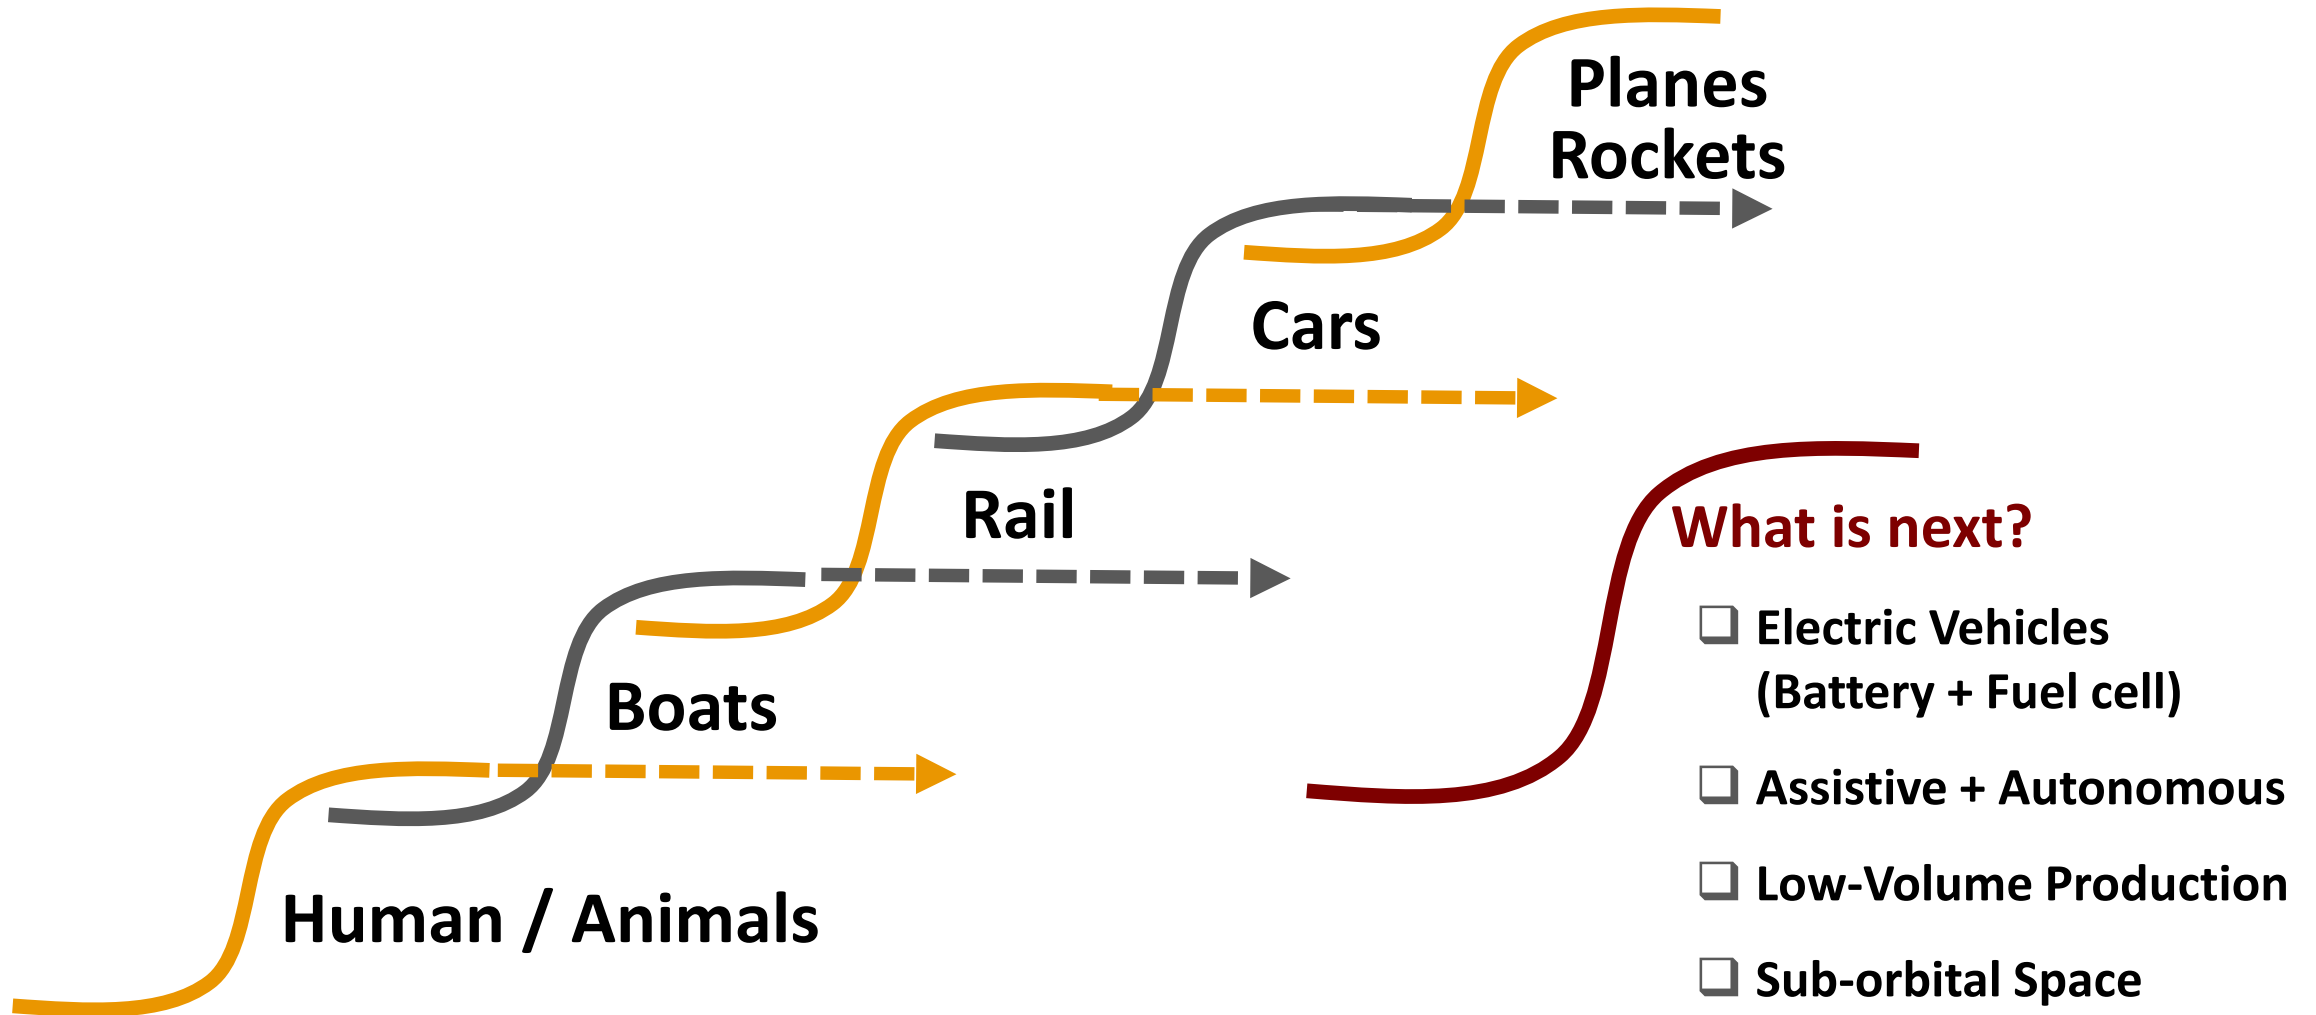 Planes
Rockets
Cars
Rail
Boats
Human / Animals
What is next?
Electric Vehicles
(Battery + Fuel cell)
Assistive + Autonomous
Low-Volume Production
Sub-orbital Space